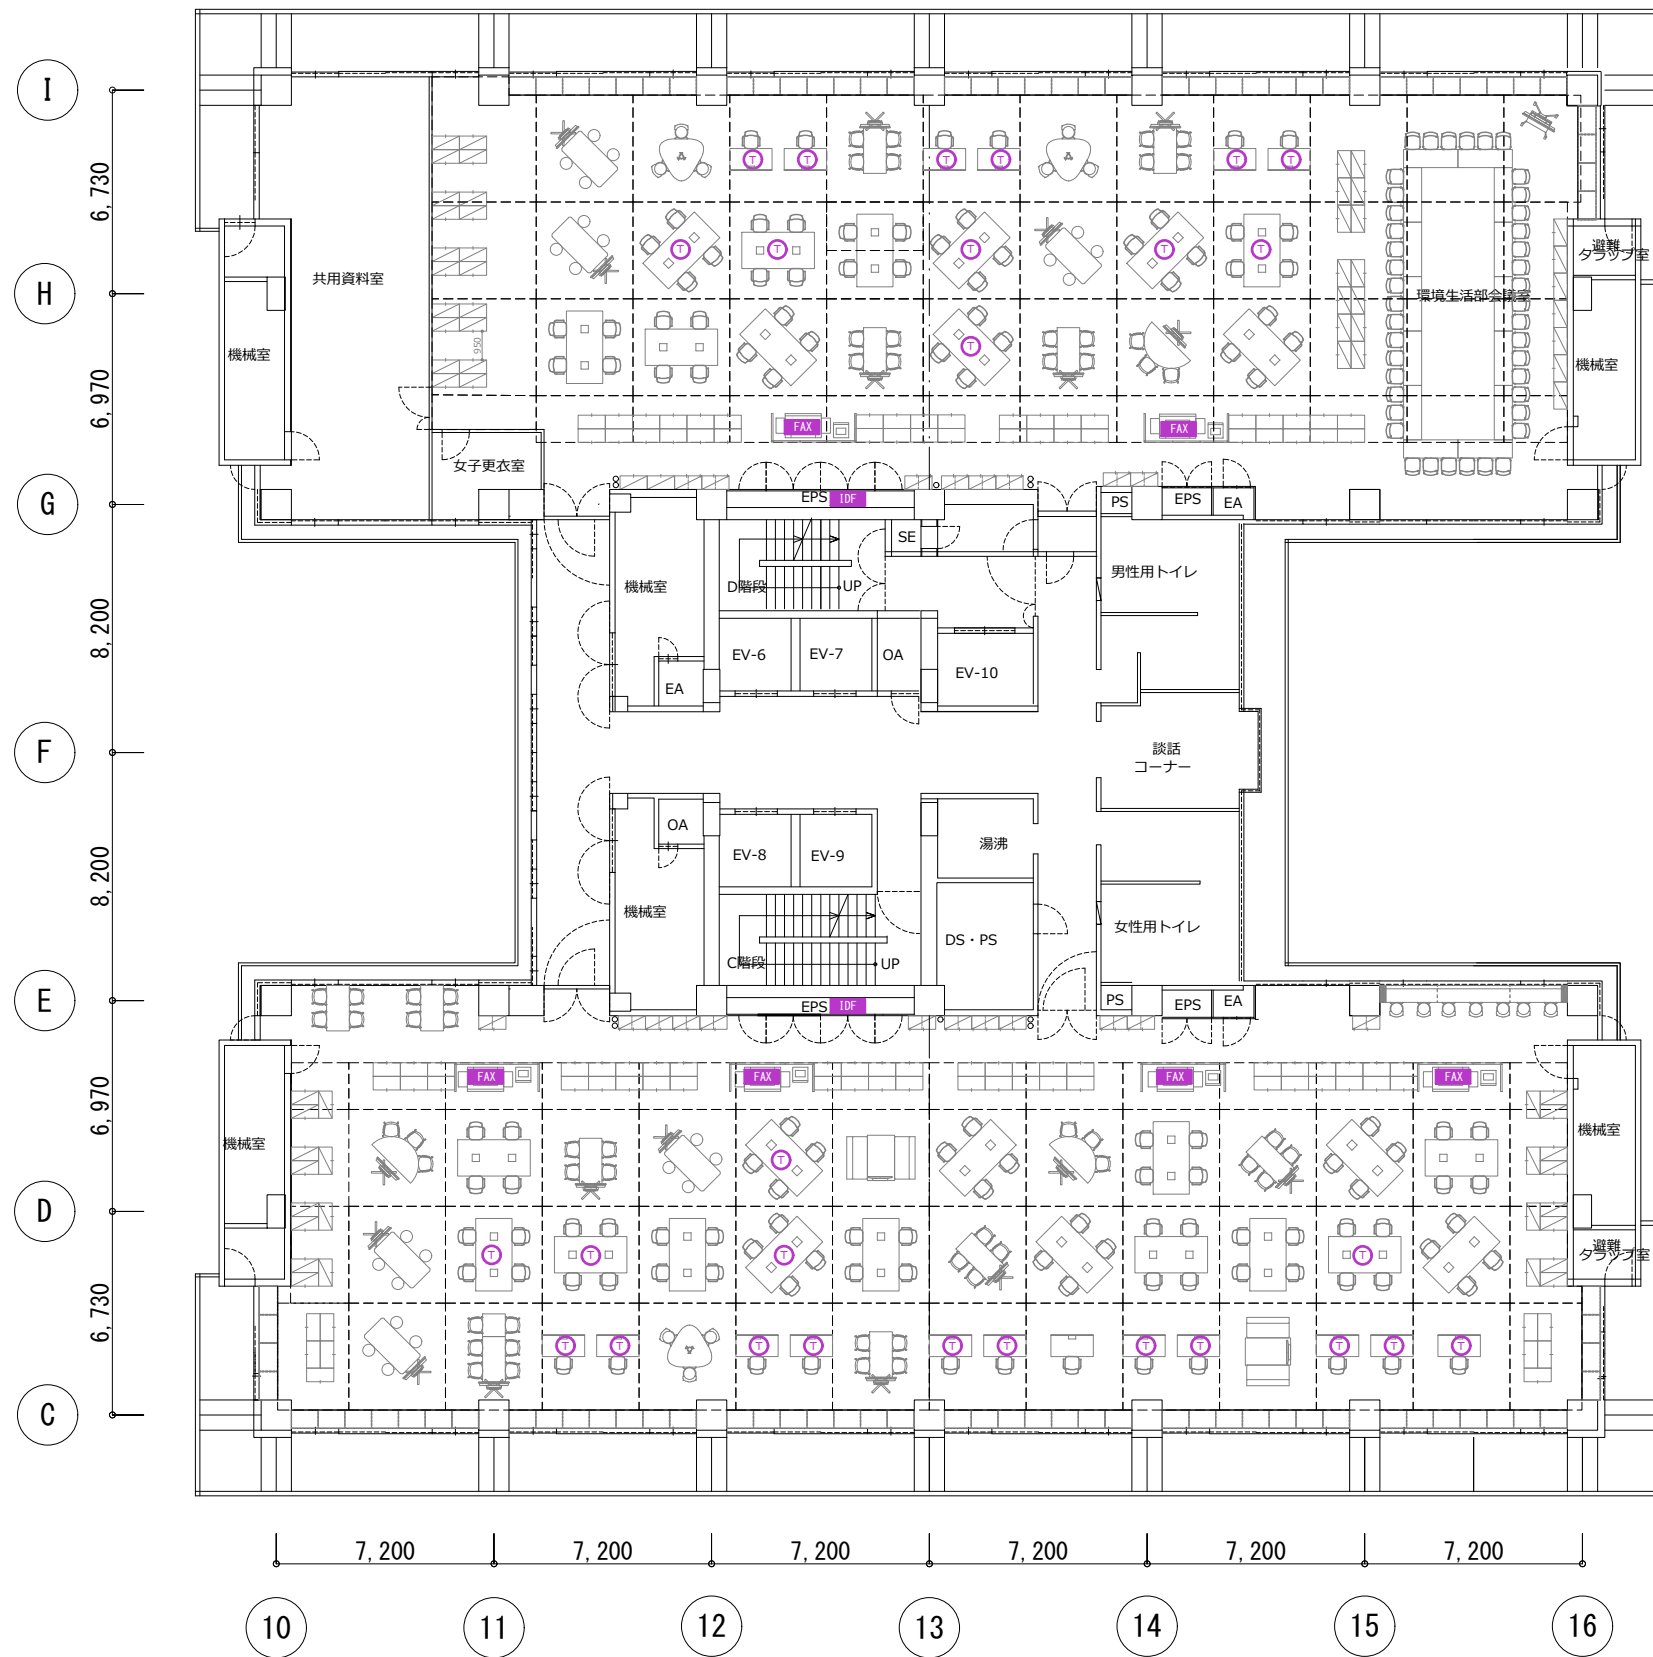 I
6,730
T T T T T T
共用資料室
T T T T T
避難
タラップ室
H
環境生活部会議室
機械室
950
T
機械室
6,970
FAX
FAX
女子更衣室
G
EPS IDF
PS
EPS
EA
SE
機械室
D階段
UP
男性用トイレ
8,200
EV-6
EV-7
OA
EV-10
EA
F
談話
コーナー
OA
EV-8
EV-9
湯沸
8,200
機械室
C階段
UP
DS・PS
女性用トイレ
E
EPS IDF
PS
EPS
EA
6,970
FAX
FAX
FAX
FAX
機械室
T
機械室
D
T T T T
避難
タラップ室
6,730
T T T T T T T T T T T
C
7,200
7,200
7,200
7,200
7,200
7,200
10
11
12
13
14
15
16